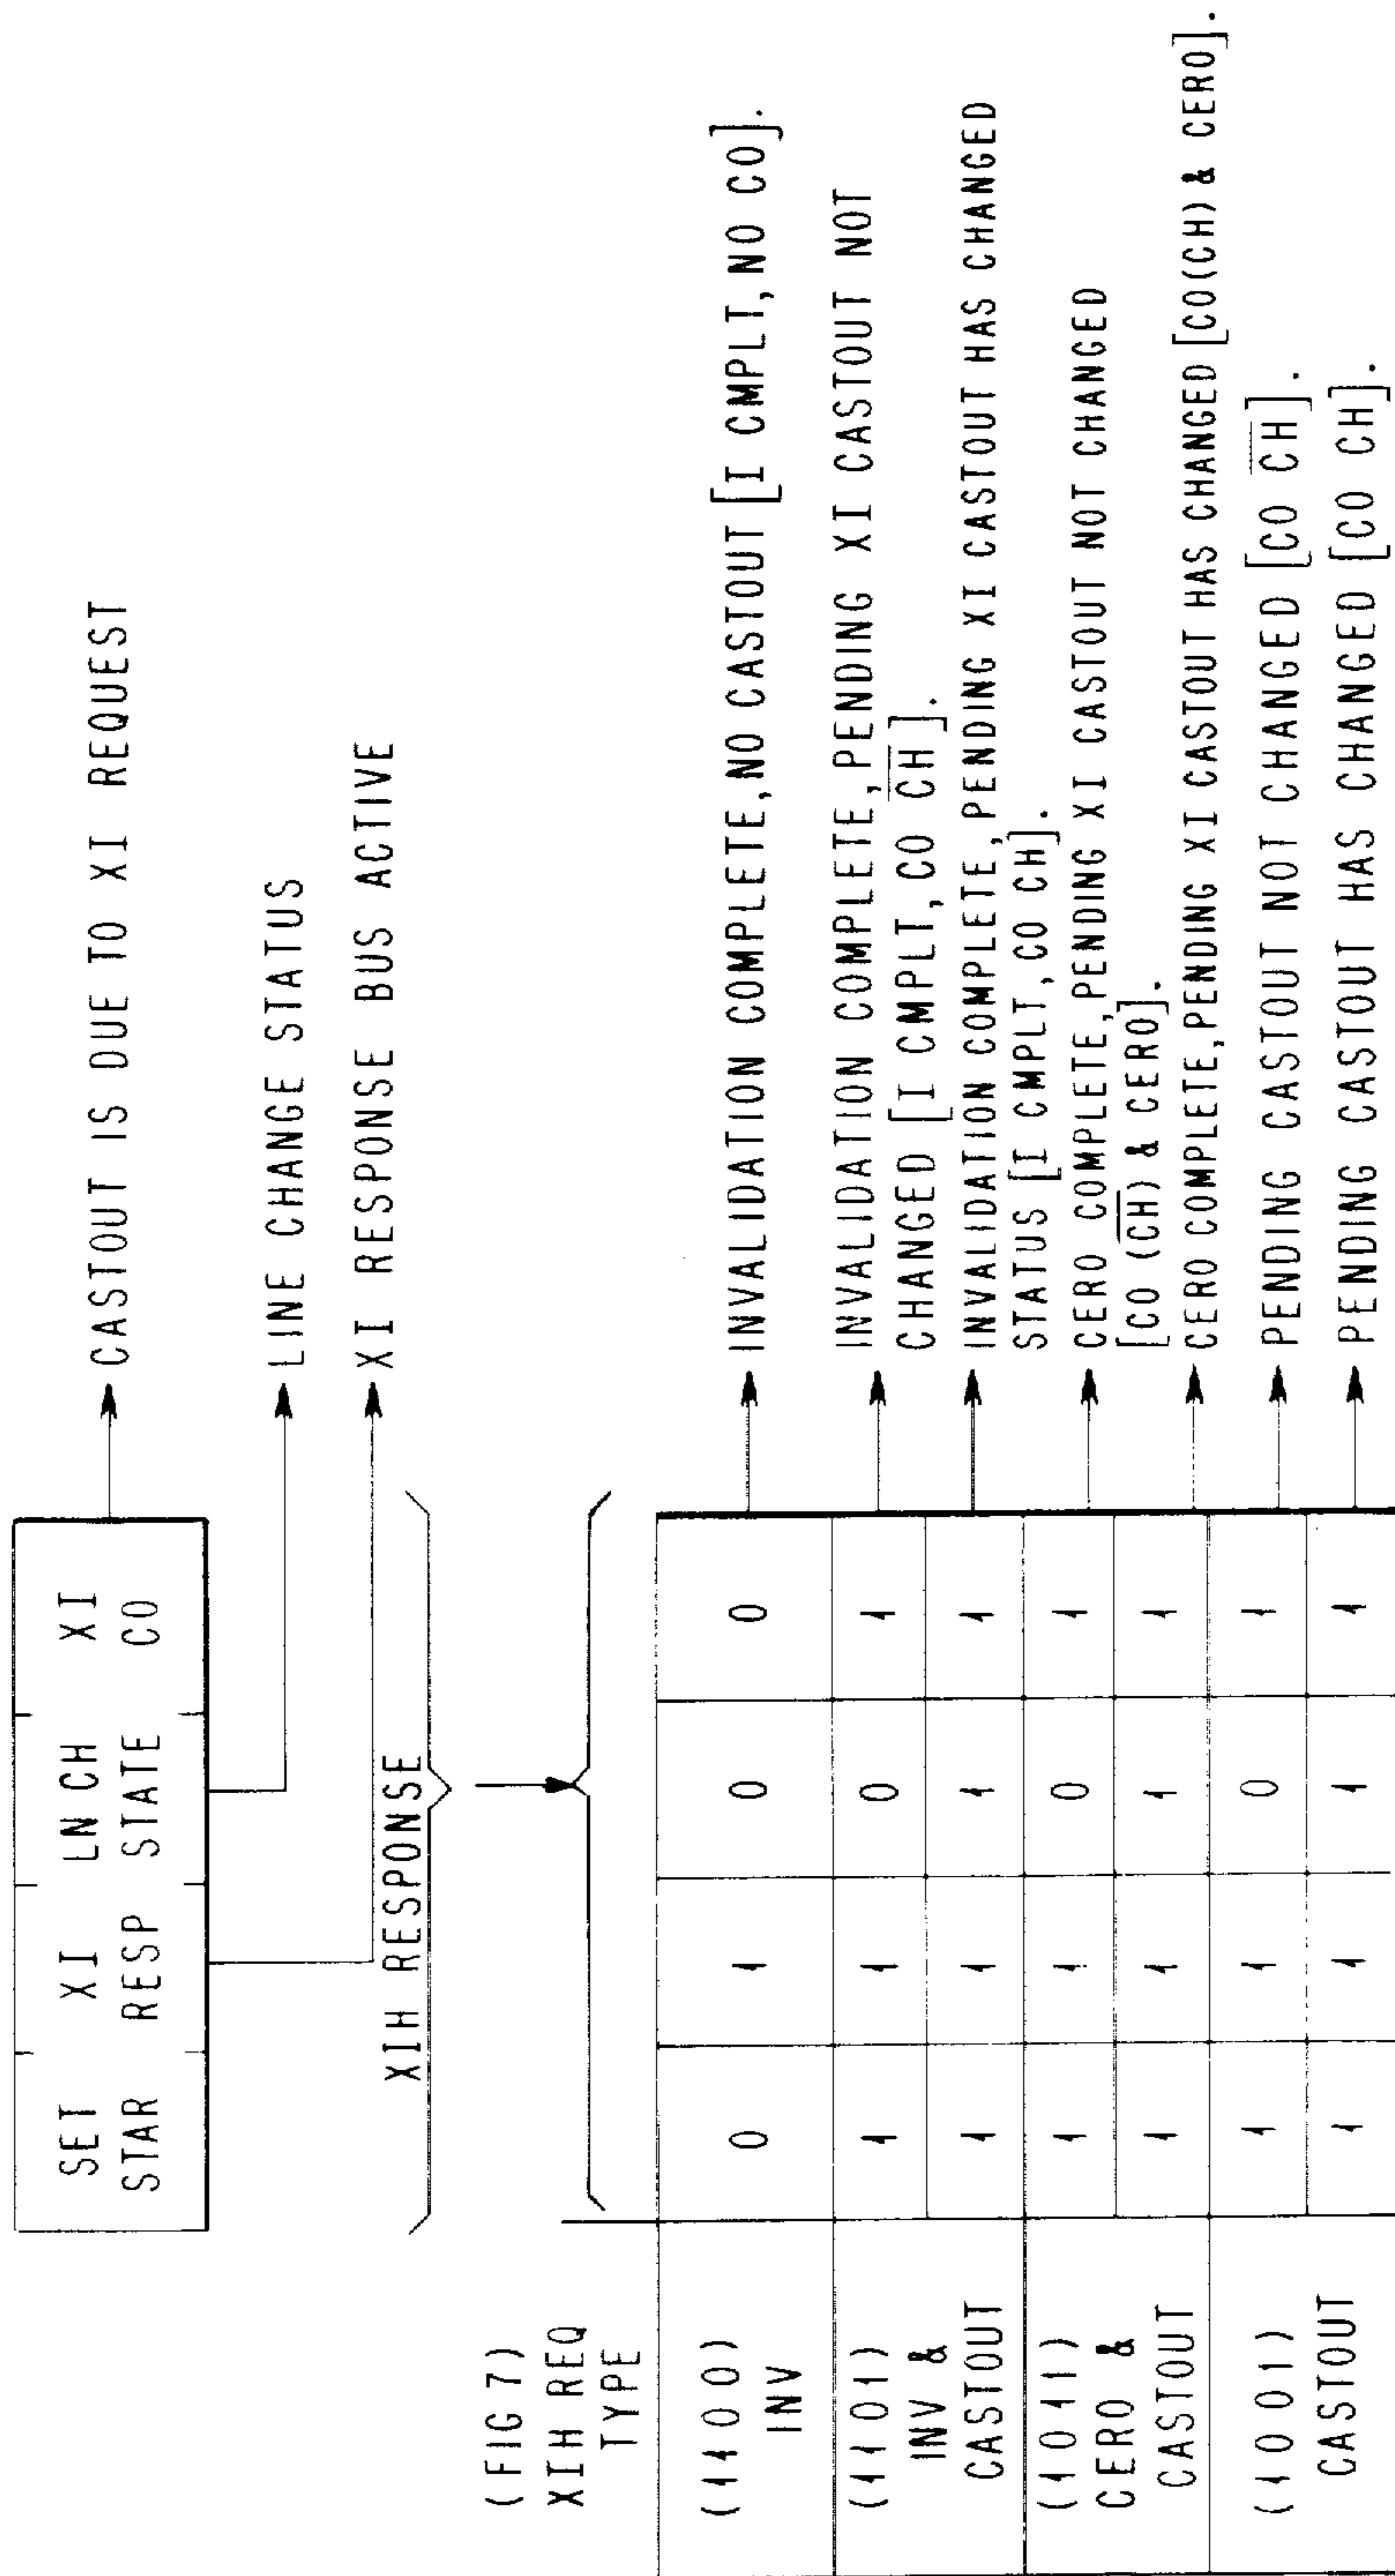 SET XI LN CH XI
STAR RESP STATE CO
CASTOUT IS DUE TO XI REQUEST
LINE CHANGE STATUS
XI RESPONSE BUS ACTIVE
XIH RESPONSE
(FIG 7)
XIH REQ
TYPE
(1100)
INV
0 1 0 0
INVALIDATION COMPLETE, NO CASTOUT [I CMPLT, NO CO].
(1101)
INV &
CASTOUT
1 1 0 1
INVALIDATION COMPLETE, PENDING XI CASTOUT NOT
CHANGED [I CMPLT, CO C̅H̅].
1 1 1 1
INVALIDATION COMPLETE, PENDING XI CASTOUT HAS CHANGED
STATUS [I CMPLT, CO CH].
(1011)
CERO &
CASTOUT
1 1 0 1
CERO COMPLETE, PENDING XI CASTOUT NOT CHANGED
[CO (C̅H̅) & CERO].
1 1 1 1
CERO COMPLETE, PENDING XI CASTOUT HAS CHANGED [CO(CH) & CERO].
(1001)
CASTOUT
1 1 0 1
PENDING CASTOUT NOT CHANGED [CO C̅H̅].
1 1 1 1
PENDING CASTOUT HAS CHANGED [CO CH].